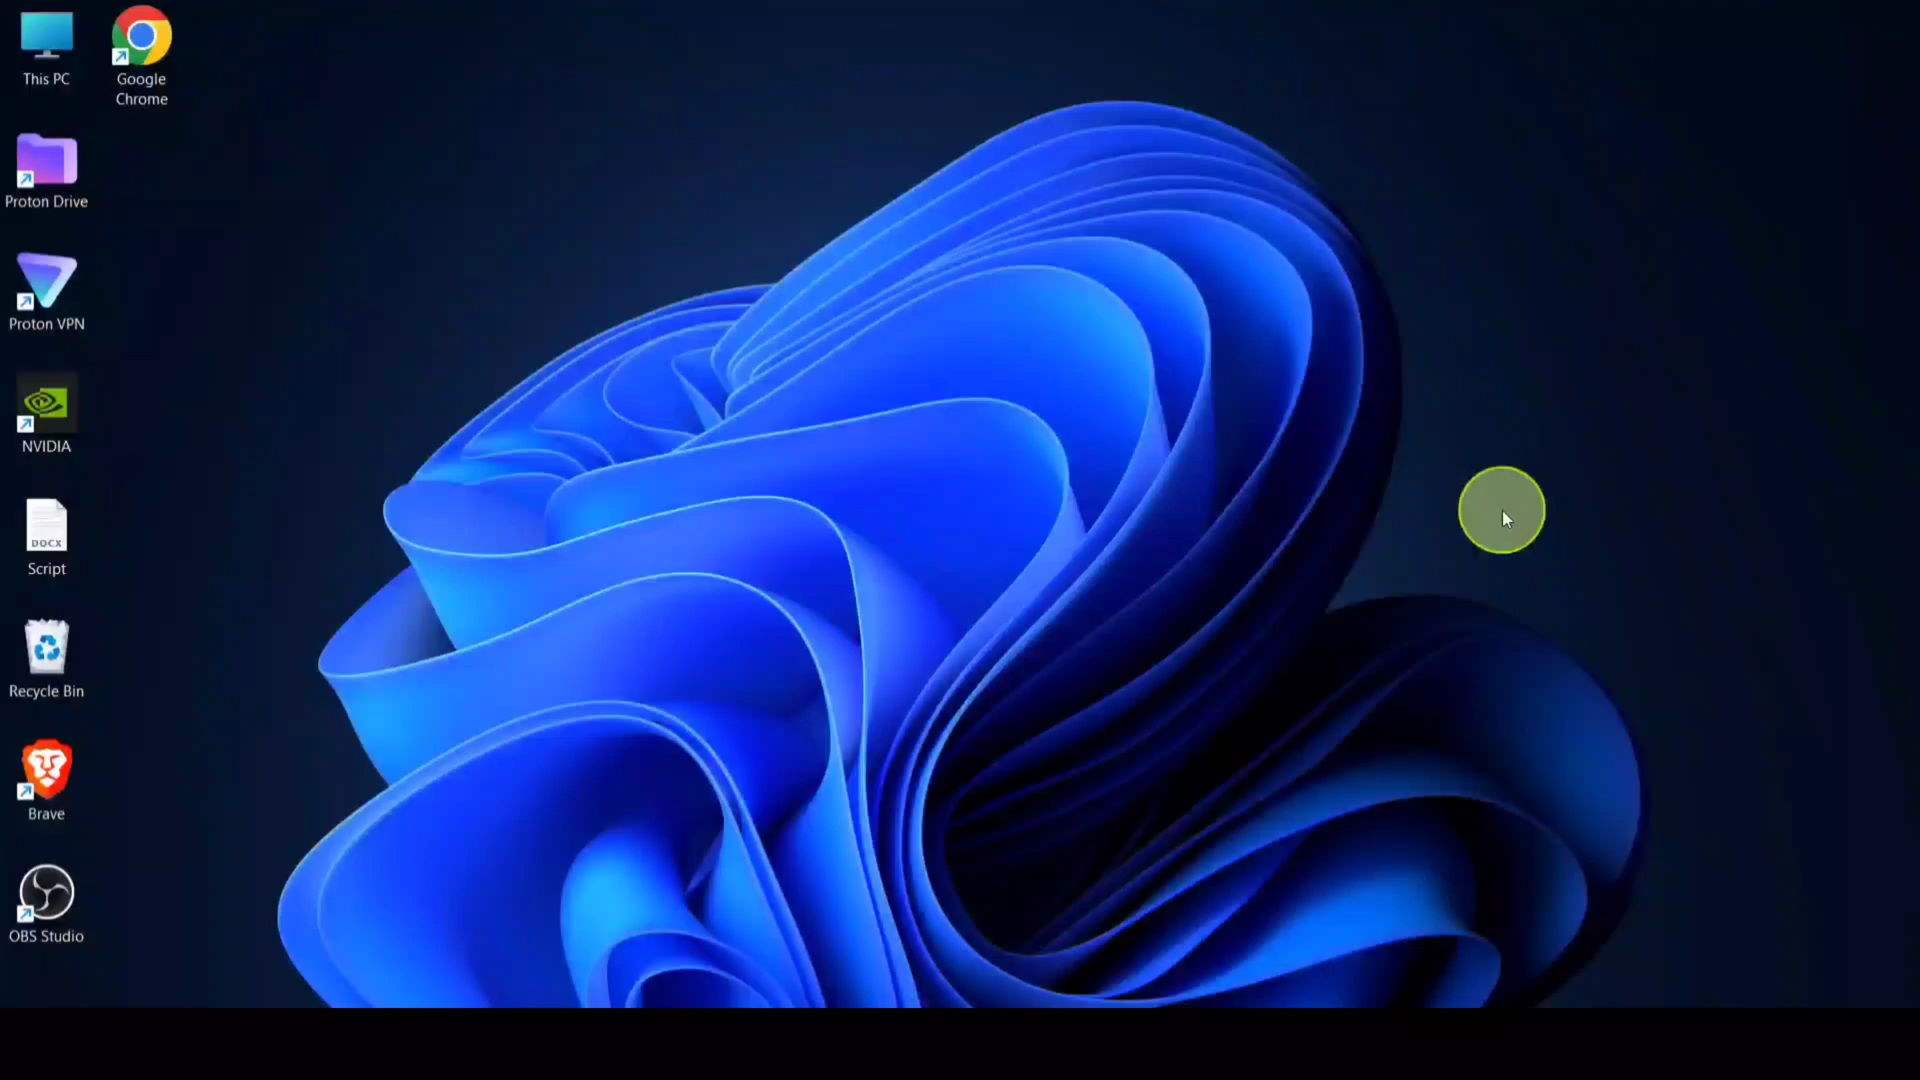 This PC
Google
Chrome
Proton Drive
Proton VPN
NVIDIA
DOCX
Script
Recycle Bin
Brave
OBS Studio